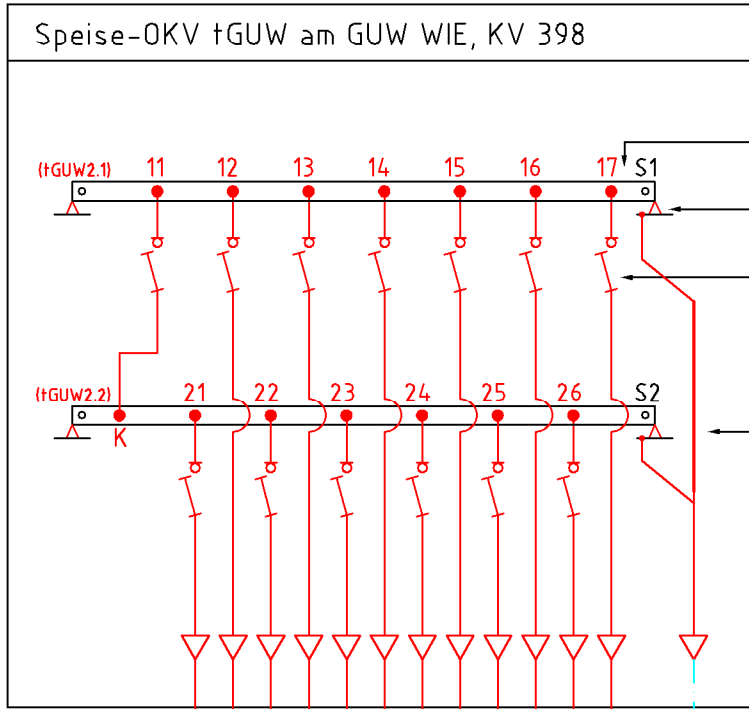 Speise-OKV tGUW am GUW WIE, KV 398
(tGUW2.1) 11 12 13 14 15 16 17 S1
(tGUW2.2) 21 22 23 24 25 26 S2
K